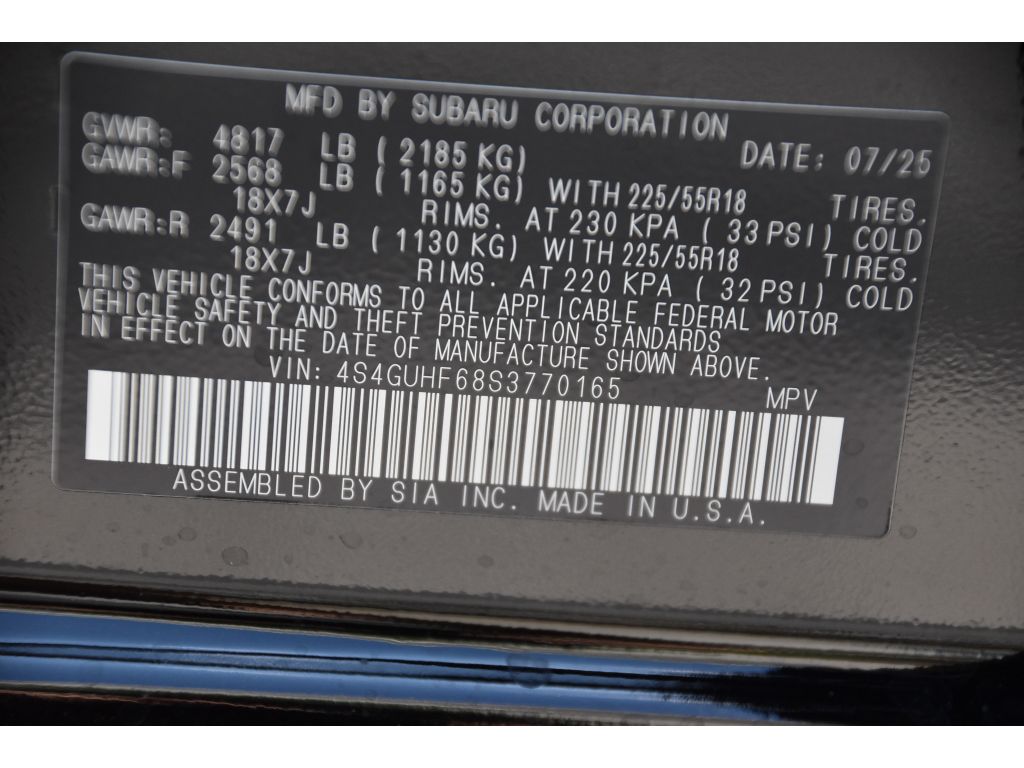 MFD BY SUBARU CORPORATION
GVWR: 4817 LB ( 2185 KG) DATE: 07/25
GAWR:F 2568 LB ( 1165 KG) WITH 225/55R18 TIRES.
18X7J RIMS. AT 230 KPA ( 33 PSI) COLD
GAWR:R 2491 LB ( 1130 KG) WITH 225/55R18 TIRES.
18X7J RIMS. AT 220 KPA ( 32 PSI) COLD
THIS VEHICLE CONFORMS TO ALL APPLICABLE FEDERAL MOTOR
VEHICLE SAFETY AND THEFT PREVENTION STANDARDS
IN EFFECT ON THE DATE OF MANUFACTURE SHOWN ABOVE.
VIN: 4S4GUHF68S3770165 MPV
ASSEMBLED BY SIA INC. MADE IN U.S.A.